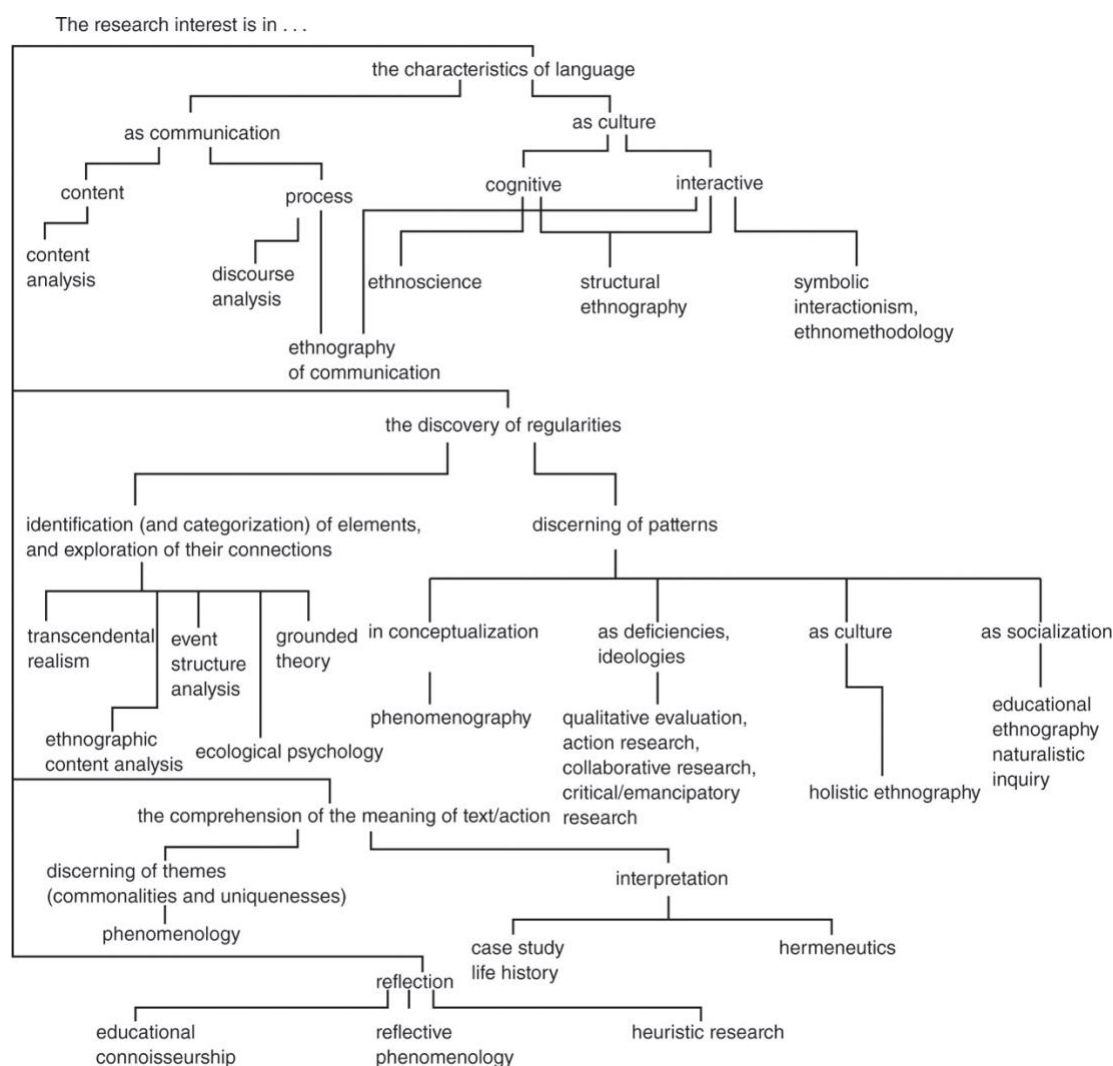 The research interest is in . . .
the characteristics of language
as communication
as culture
content
process
cognitive
interactive
content
analysis
discourse
analysis
ethnoscience
structural
ethnography
symbolic
interactionism,
ethnomethodology
ethnography
of communication
the discovery of regularities
identification (and categorization) of elements,
and exploration of their connections
discerning of patterns
transcendental
realism
event
structure
analysis
grounded
theory
ethnographic
content analysis
ecological psychology
in conceptualization
as deficiencies,
ideologies
as culture
as socialization
phenomenography
qualitative evaluation,
action research,
collaborative research,
critical/emancipatory
research
holistic ethnography
educational
ethnography
naturalistic
inquiry
the comprehension of the meaning of text/action
discerning of themes
(commonalities and uniquenesses)
interpretation
phenomenology
case study
life history
hermeneutics
reflection
educational
connoisseurship
reflective
phenomenology
heuristic research